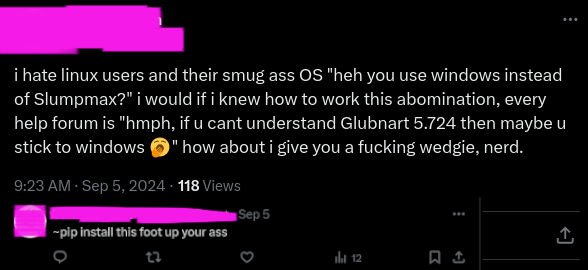 i hate linux users and their smug ass OS "heh you use windows instead
of Slumpmax?" i would if i knew how to work this abomination, every
help forum is "hmph, if u cant understand Glubnart 5.724 then maybe u
stick to windows 🥱" how about i give you a fucking wedgie, nerd.
9:23 AM · Sep 5, 2024 · 118 Views
Sep 5
~pip install this foot up your ass
12